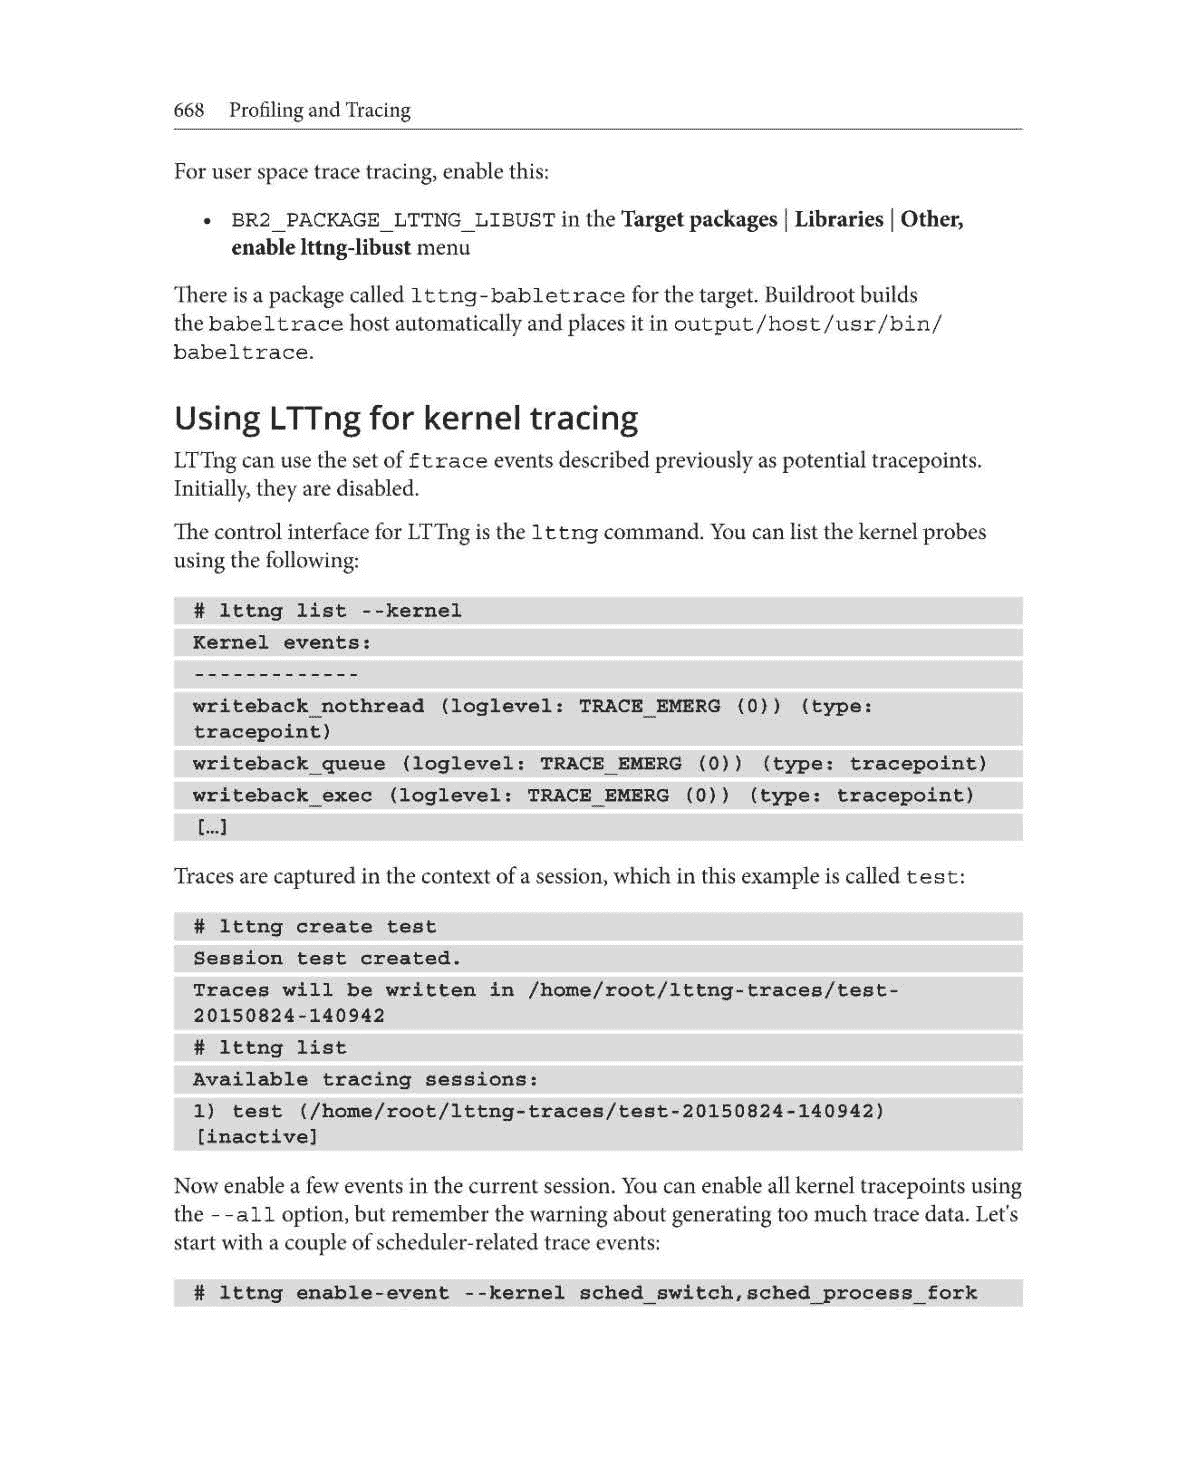 668 Profiling and Tracing
For user space trace tracing, enable this:
• BR2_PACKAGE_LTTNG_LIBUST in the Target packages | Libraries | Other,
enable lttng-libust menu
There is a package called lttng-babletrace for the target. Buildroot builds
the babeltrace host automatically and places it in output/host/usr/bin/
babeltrace.
Using LTTng for kernel tracing
LTTng can use the set of ftrace events described previously as potential tracepoints.
Initially, they are disabled.
The control interface for LTTng is the lttng command. You can list the kernel probes
using the following:
# lttng list --kernel
Kernel events:
-------------
writeback_nothread (loglevel: TRACE_EMERG (0)) (type:
tracepoint)
writeback_queue (loglevel: TRACE_EMERG (0)) (type: tracepoint)
writeback_exec (loglevel: TRACE_EMERG (0)) (type: tracepoint)
[…]
Traces are captured in the context of a session, which in this example is called test:
# lttng create test
Session test created.
Traces will be written in /home/root/lttng-traces/test-
20150824-140942
# lttng list
Available tracing sessions:
1) test (/home/root/lttng-traces/test-20150824-140942)
[inactive]
Now enable a few events in the current session. You can enable all kernel tracepoints using
the --all option, but remember the warning about generating too much trace data. Let's
start with a couple of scheduler-related trace events:
# lttng enable-event --kernel sched_switch,sched_process_fork